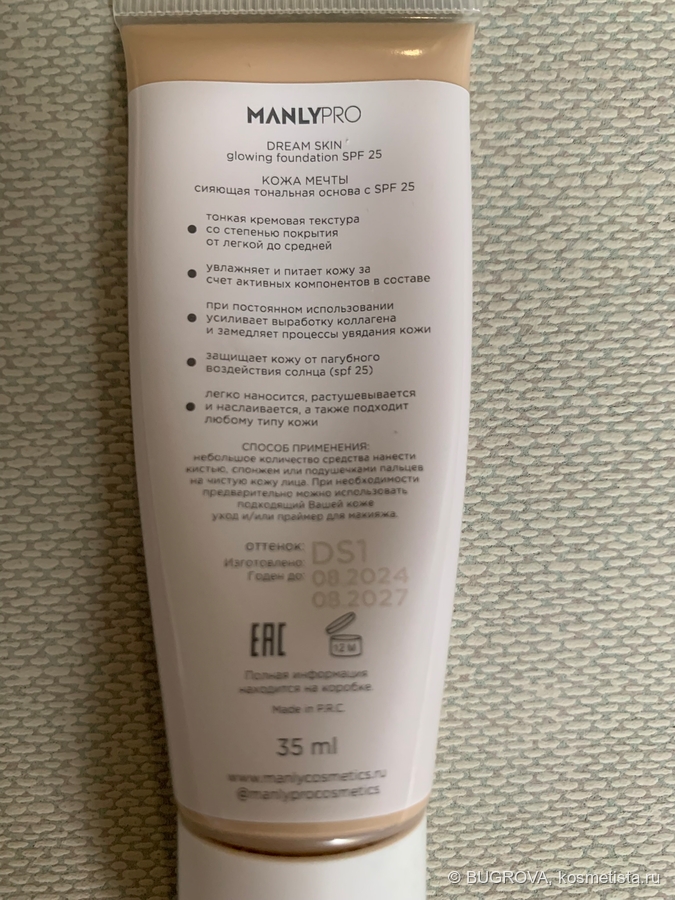 MANLYPRO
DREAM SKIN
glowing foundation SPF 25
КОЖА МЕЧТЫ
сияющая тональная основа с SPF 25
тонкая кремовая текстура
со степенью покрытия
от легкой до средней
увлажняет и питает кожу за
счет активных компонентов в составе
при постоянном использовании
усиливает выработку коллагена
и замедляет процессы увядания кожи
защищает кожу от пагубного
воздействия солнца (spf 25)
легко наносится, растушевывается
и наслаивается, а также подходит
любому типу кожи
СПОСОБ ПРИМЕНЕНИЯ:
небольшое количество средства нанести
кистью, спонжем или подушечками пальцев
на чистую кожу лица. При необходимости
предварительно можно использовать
подходящий Вашей коже
уход и/или праймер для макияжа.
оттенок: DS1
Изготовлено: 08.2024
Годен до: 08.2027
EAC
12 M
Полная информация
находится на коробке.
Made in P.R.C.
35 ml
www.manlycosmetics.ru
@manlyprocosmetics
© BUGROVA, kosmetista.ru